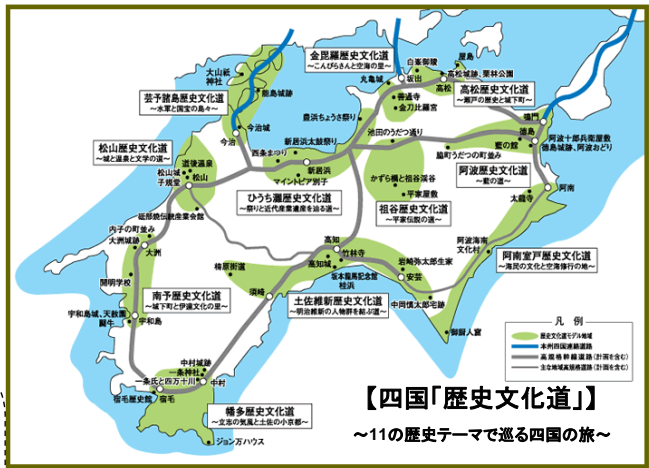 金毘羅歴史文化道
～こんぴらさんと空海の里～
白峯御陵
屋島
丸亀城
坂出
高松城跡、栗林公園
高松
高松歴史文化道
～瀬戸の歴史と城下町～
善通寺
金刀比羅宮
大山祇
神社
能島城跡
芸予諸島歴史文化道
～水軍と国宝の島々～
豊浜ちょうさ祭り
鳴門
今治城
今治
新居浜太鼓祭り
池田のうだつ通り
徳島
阿波十郎兵衛屋敷
徳島城跡、阿波おどり
藍の館
脇町うだつの町並み
松山歴史文化道
～城と温泉と文学の道～
西条まつり
新居浜
マイントピア別子
道後温泉
松山城
子規堂
松山
かずら橋と祖谷渓谷
平家屋敷
阿波歴史文化道
～藍の道～
阿南
太龍寺
ひうち灘歴史文化道
～祭りと近代産業遺産を辿る道～
祖谷歴史文化道
～平家伝説の道～
砥部焼伝統産業会館
内子の町並み
大洲城跡
大洲
高知
竹林寺
高知城
阿波海南
文化村
阿南室戸歴史文化道
～海民の文化と空海修行の地～
梼原街道
坂本龍馬記念館
桂浜
岩崎弥太郎生家
安芸
開明学校
南予歴史文化道
～城下町と伊達文化の里～
須崎
土佐維新歴史文化道
～明治維新の人物群を結ぶ道～
中岡慎太郎宅跡
宇和島城、天赦園
闘牛
宇和島
御厨人窟
凡 例
歴史文化道モデル地域
本州四国連絡道路
高規格幹線道路（計画を含む）
主な地域高規格道路（計画を含む）
中村城跡
一條神社
一条氏と四万十川
中村
宿毛歴史館
宿毛
幡多歴史文化道
～立志の気風と土佐の小京都～
ジョン万ハウス
【四国「歴史文化道」】
～11の歴史テーマで巡る四国の旅～